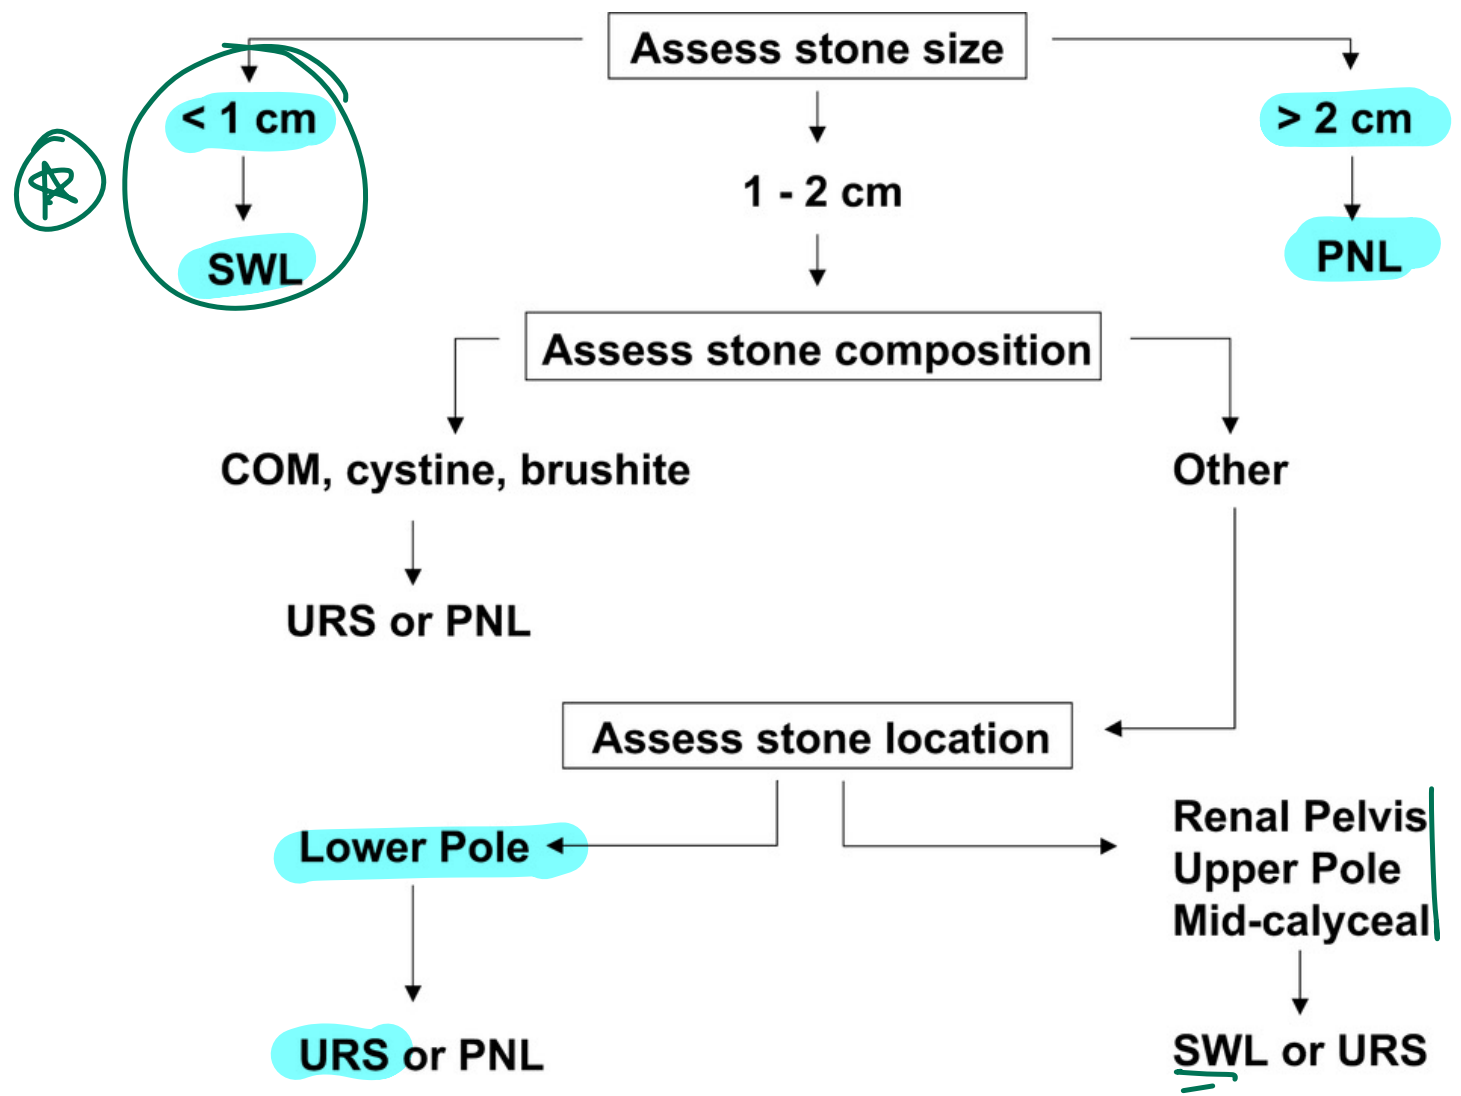 Assess stone size
< 1 cm
> 2 cm
1 - 2 cm
SWL
PNL
Assess stone composition
COM, cystine, brushite
Other
URS or PNL
Assess stone location
Lower Pole
Renal Pelvis
Upper Pole
Mid-calyceal
URS or PNL
SWL or URS